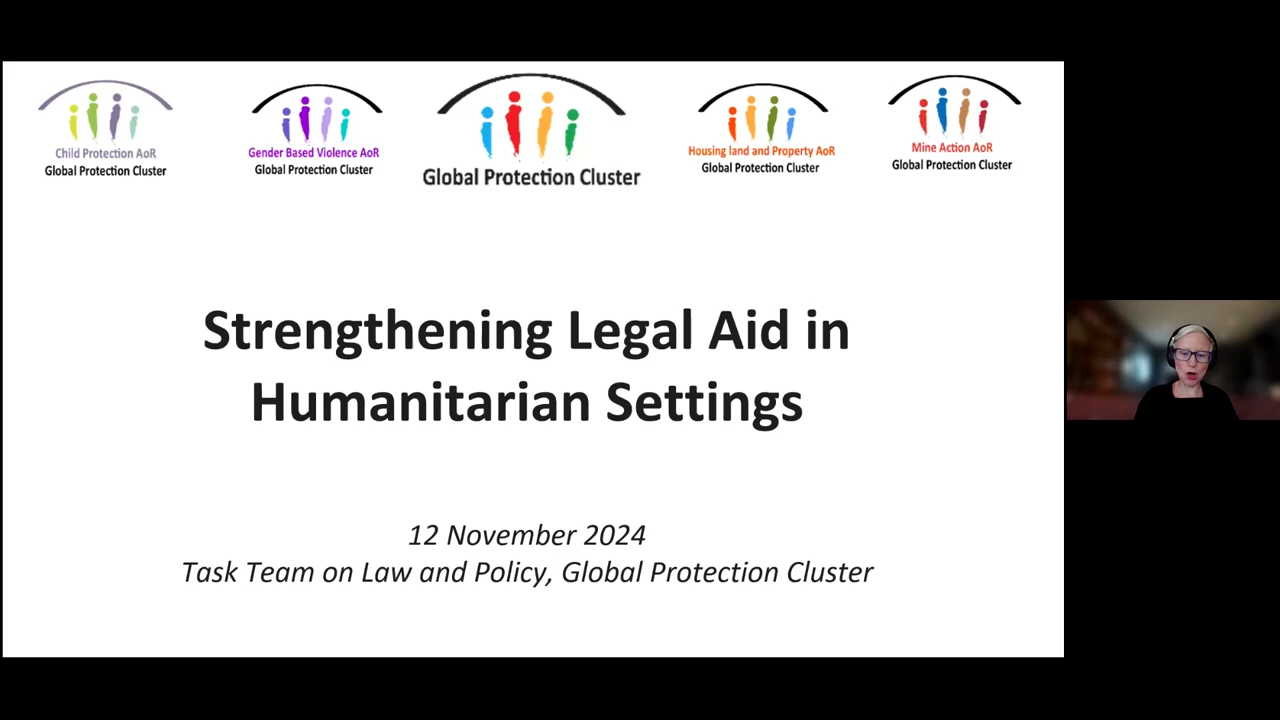 Child Protection AoR
Global Protection Cluster
Gender Based Violence AoR
Global Protection Cluster
Global Protection Cluster
Housing land and Property AoR
Global Protection Cluster
Mine Action AoR
Global Protection Cluster
Strengthening Legal Aid in
Humanitarian Settings
12 November 2024
Task Team on Law and Policy, Global Protection Cluster